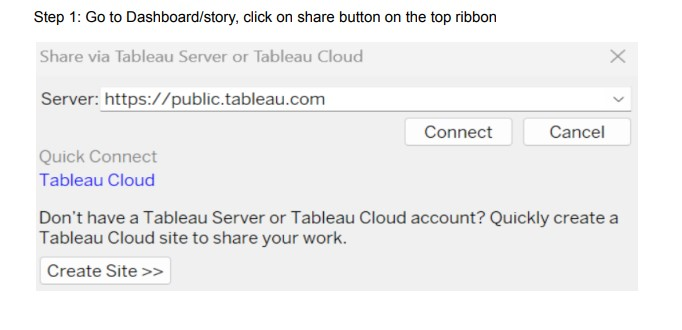 Step 1: Go to Dashboard/story, click on share button on the top ribbon
Share via Tableau Server or Tableau Cloud
Server: https://public.tableau.com
Connect Cancel
Quick Connect
Tableau Cloud
Don't have a Tableau Server or Tableau Cloud account? Quickly create a
Tableau Cloud site to share your work.
Create Site >>